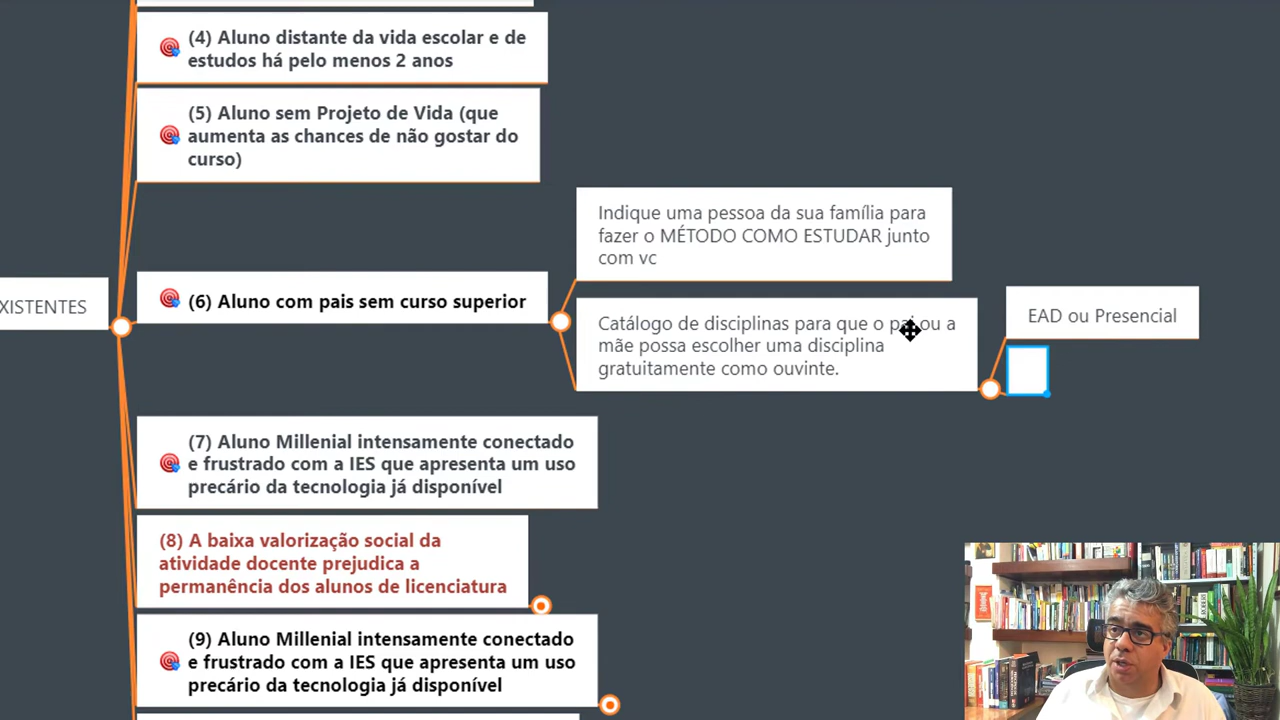 (4) Aluno distante da vida escolar e de
estudos há pelo menos 2 anos
(5) Aluno sem Projeto de Vida (que
aumenta as chances de não gostar do
curso)
Indique uma pessoa da sua família para
fazer o MÉTODO COMO ESTUDAR junto
com vc
XISTENTES
(6) Aluno com pais sem curso superior
Catálogo de disciplinas para que o pai ou a
mãe possa escolher uma disciplina
gratuitamente como ouvinte.
EAD ou Presencial
(7) Aluno Millenial intensamente conectado
e frustrado com a IES que apresenta um uso
precário da tecnologia já disponível
(8) A baixa valorização social da
atividade docente prejudica a
permanência dos alunos de licenciatura
(9) Aluno Millenial intensamente conectado
e frustrado com a IES que apresenta um uso
precário da tecnologia já disponível